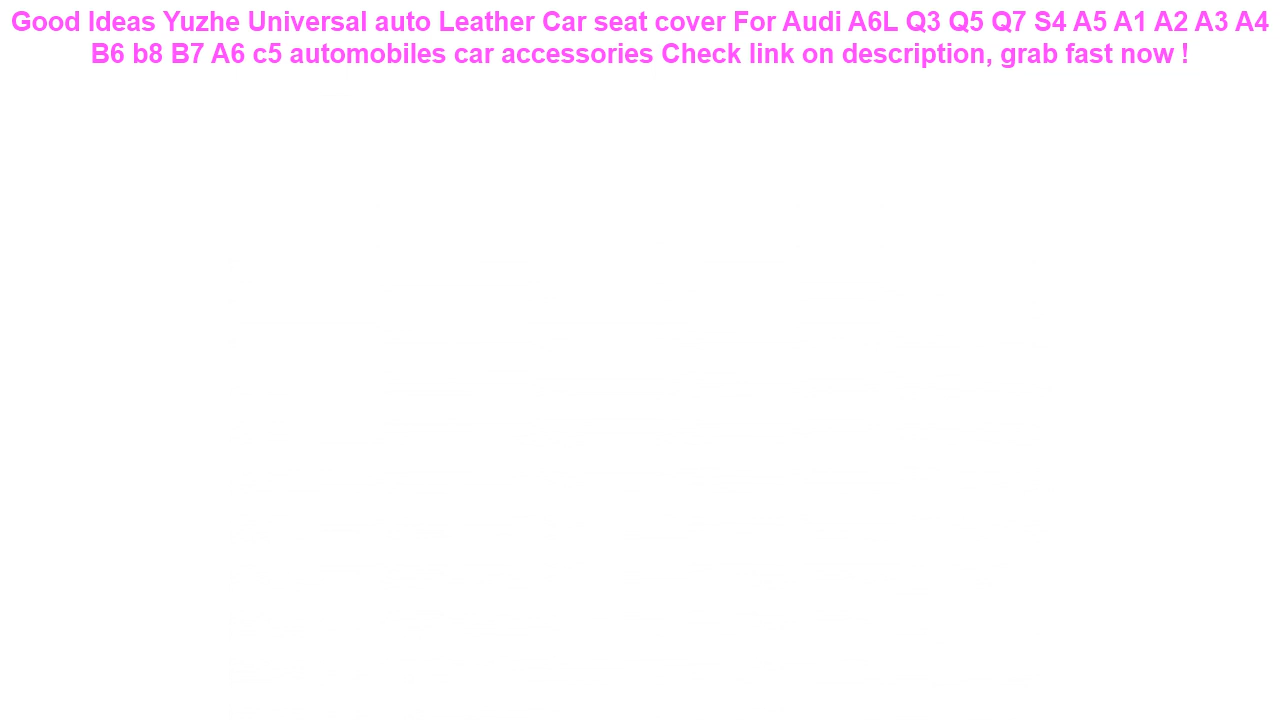 Good Ideas Yuzhe Universal auto Leather Car seat cover For Audi A6L Q3 Q5 Q7 S4 A5 A1 A2 A3 A4
B6 b8 B7 A6 c5 automobiles car accessories Check link on description, grab fast now !